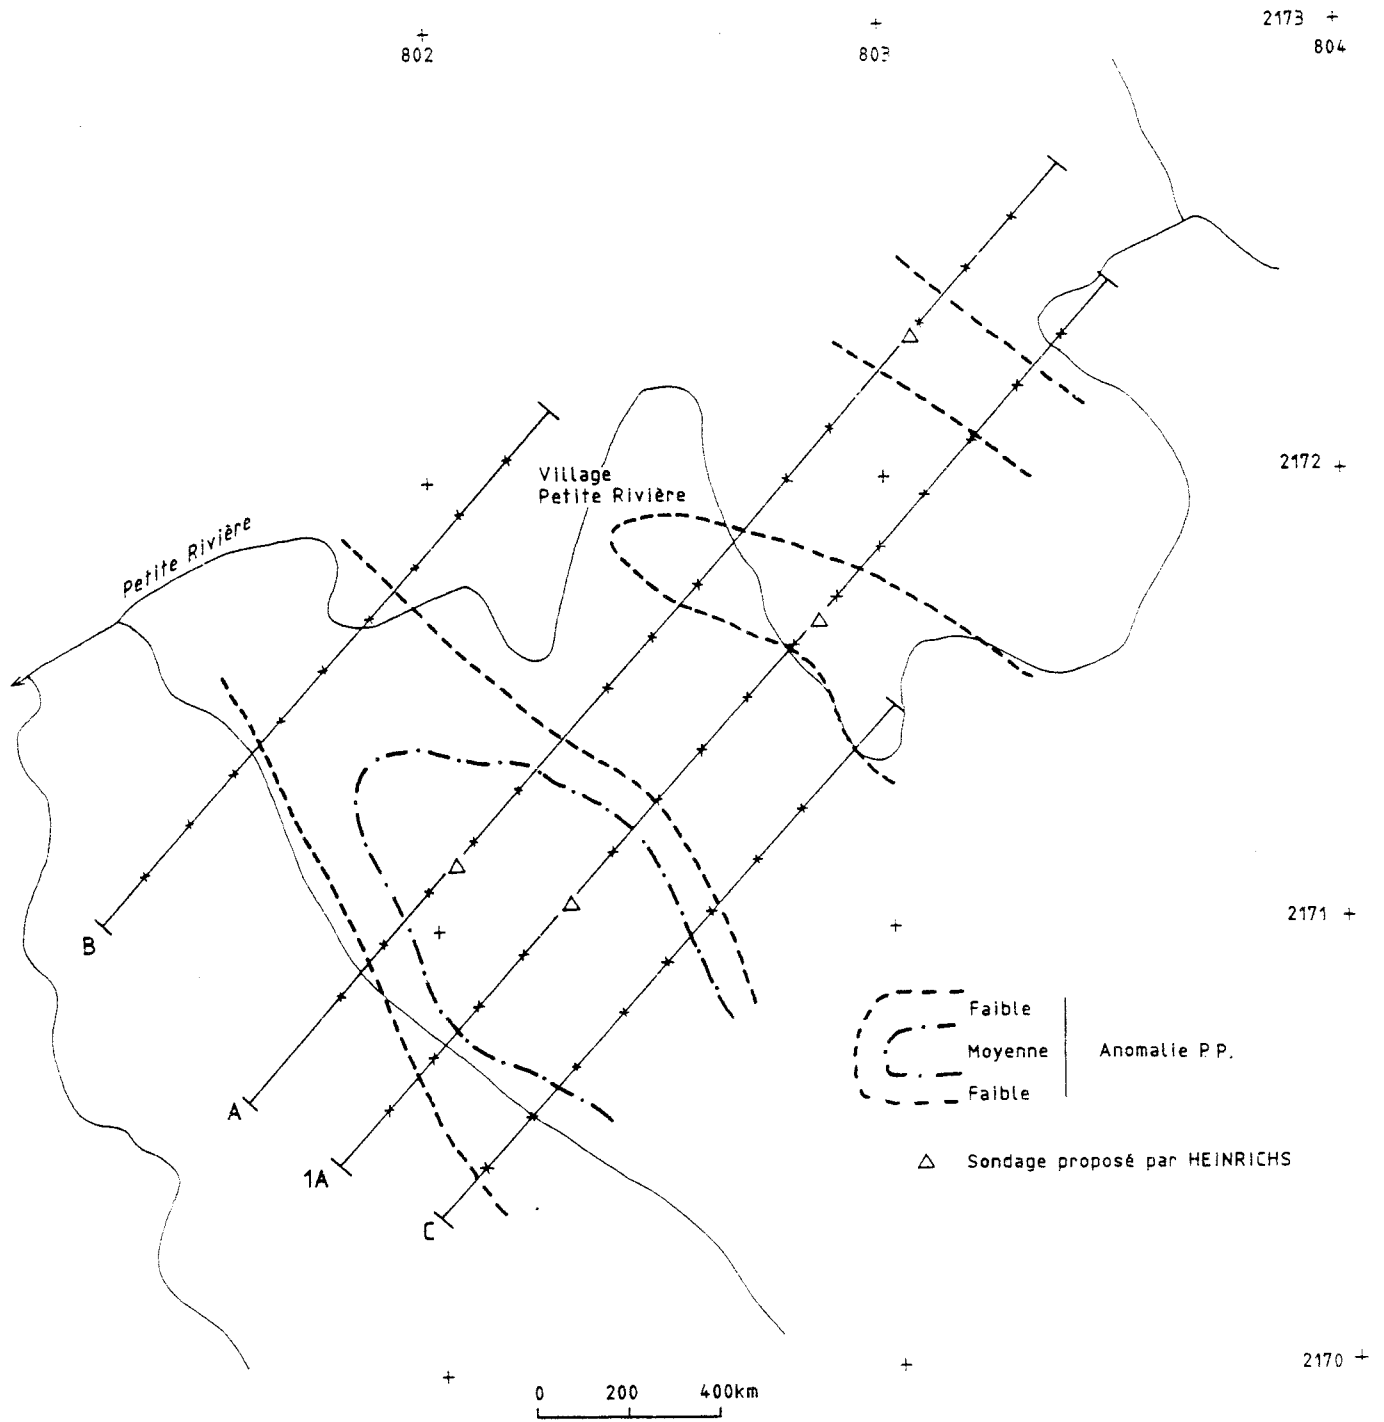 2173
802
803
804
Village
Petite Rivière
2172
Petite Rivière
2171
B
Faible
Moyenne
Anomalie P.P.
Faible
A
Sondage proposé par HEINRICHS
1A
C
2170
0 200 400km